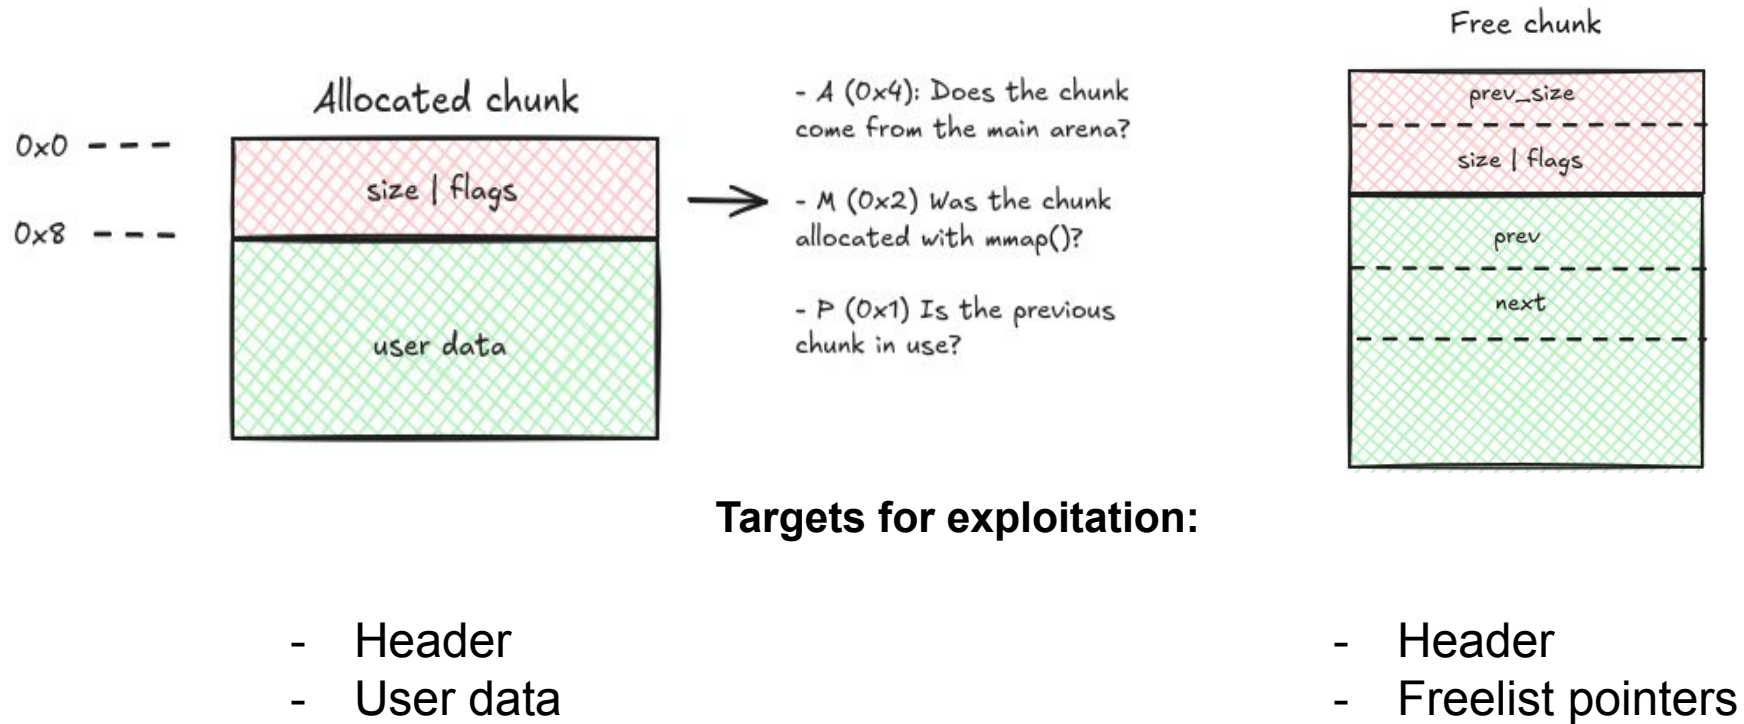 Allocated chunk
0x0
size | flags
0x8
user data
- A (0x4): Does the chunk
come from the main arena?
- M (0x2) Was the chunk
allocated with mmap()?
- P (0x1) Is the previous
chunk in use?
Free chunk
prev_size
size | flags
prev
next
Targets for exploitation:
- Header
- User data
- Header
- Freelist pointers